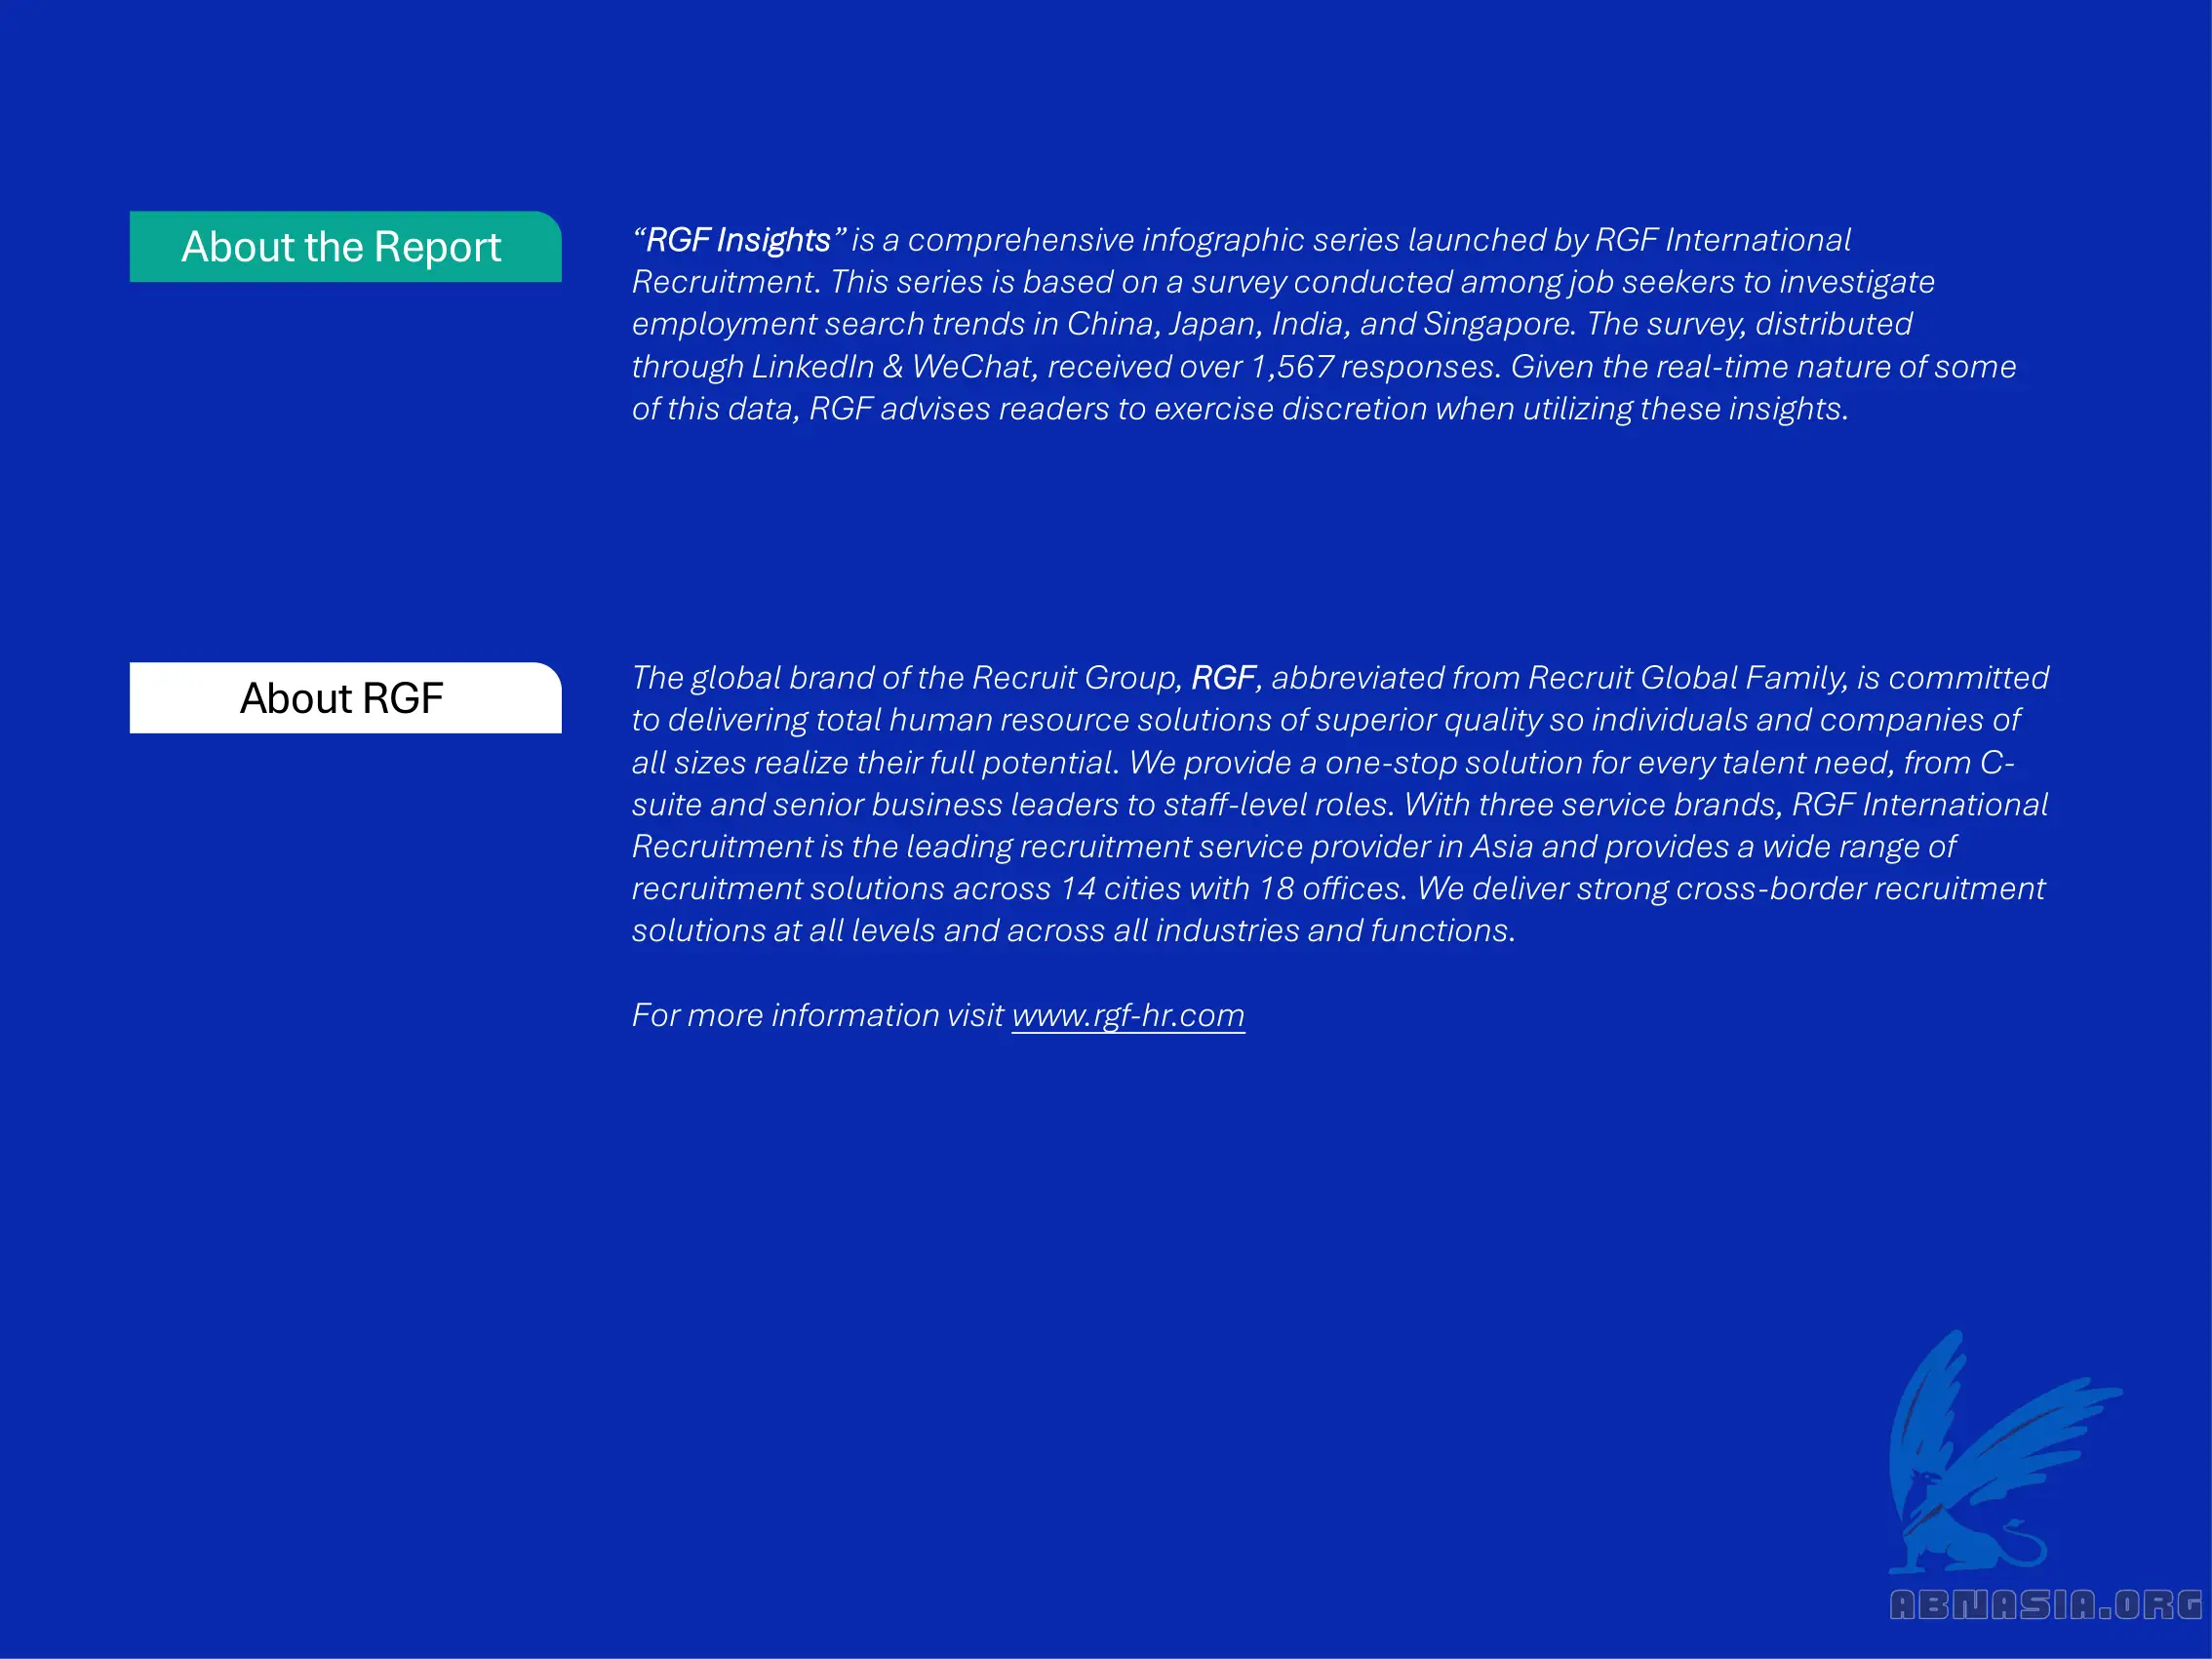 About the Report
“RGF Insights” is a comprehensive infographic series launched by RGF International
Recruitment. This series is based on a survey conducted among job seekers to investigate
employment search trends in China, Japan, India, and Singapore. The survey, distributed
through LinkedIn & WeChat, received over 1,567 responses. Given the real-time nature of some
of this data, RGF advises readers to exercise discretion when utilizing these insights.
About RGF
The global brand of the Recruit Group, RGF, abbreviated from Recruit Global Family, is committed
to delivering total human resource solutions of superior quality so individuals and companies of
all sizes realize their full potential. We provide a one-stop solution for every talent need, from C-
suite and senior business leaders to staff-level roles. With three service brands, RGF International
Recruitment is the leading recruitment service provider in Asia and provides a wide range of
recruitment solutions across 14 cities with 18 offices. We deliver strong cross-border recruitment
solutions at all levels and across all industries and functions.
For more information visit www.rgf-hr.com
ABNASIA.ORG